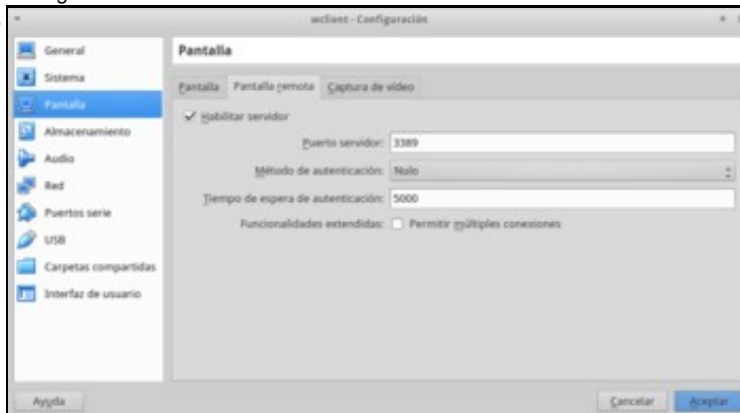 wclient - Configuración
General
Sistema
Pantalla
Almacenamiento
Audio
Red
Puertos serie
USB
Carpetas compartidas
Interfaz de usuario
Pantalla
Pantalla Pantalla remota Captura de vídeo
Habilitar servidor
Puerto servidor: 3389
Método de autenticación: Nulo
Tiempo de espera de autenticación: 5000
Funcionalidades extendidas: Permitir múltiples conexiones
Ayuda Cancelar Aceptar